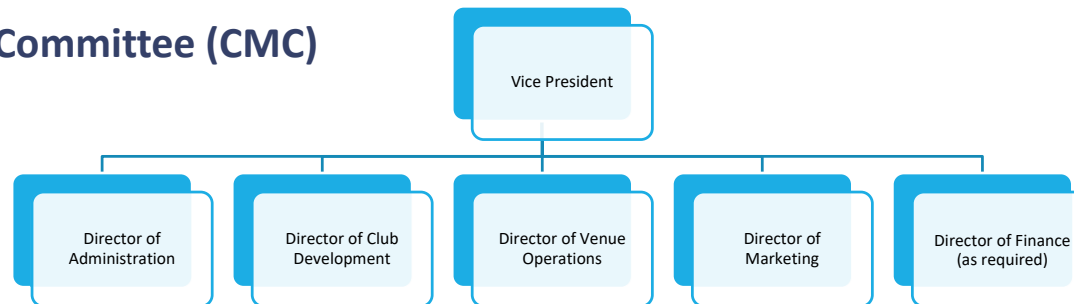 Committee (CMC)
Vice President
Director of
Administration
Director of Club
Development
Director of Venue
Operations
Director of
Marketing
Director of Finance
(as required)